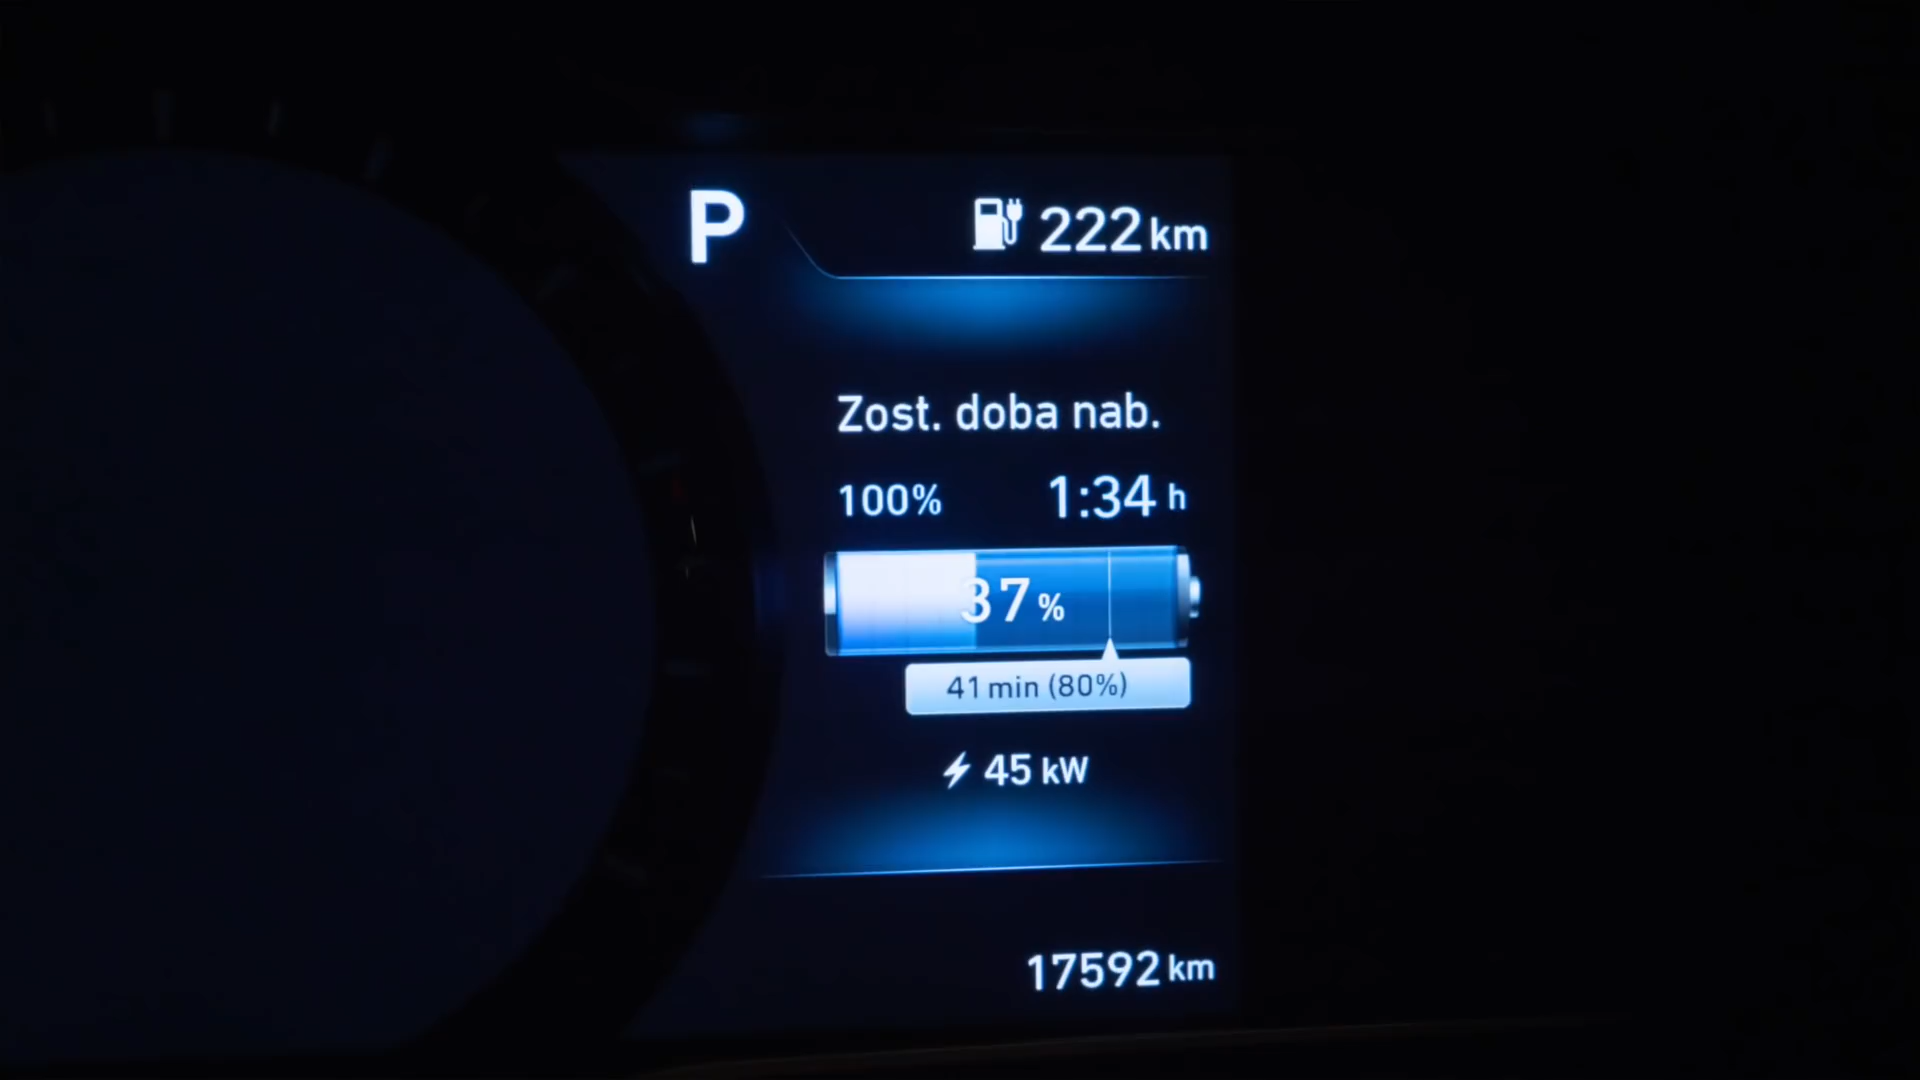 P
222 km
Zost. doba nab.
100% 1:34 h
37 %
41 min (80%)
45 kW
17592 km